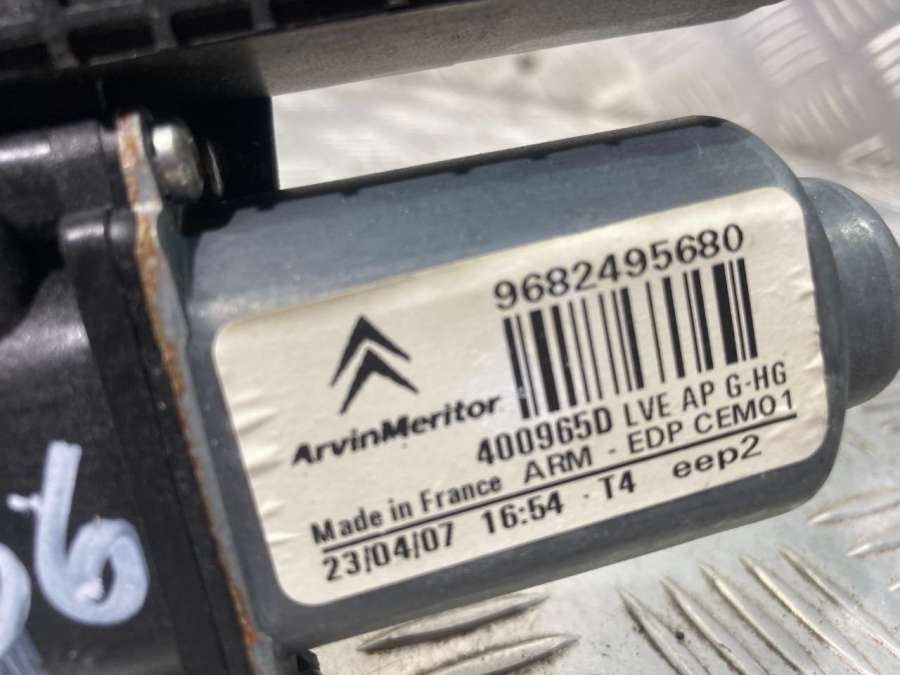 9682495680
ArvinMeritor
400965D LVE AP G-HG
Made in France ARM - EDP CEM01
23/04/07 16:54 · T4 eep2
06